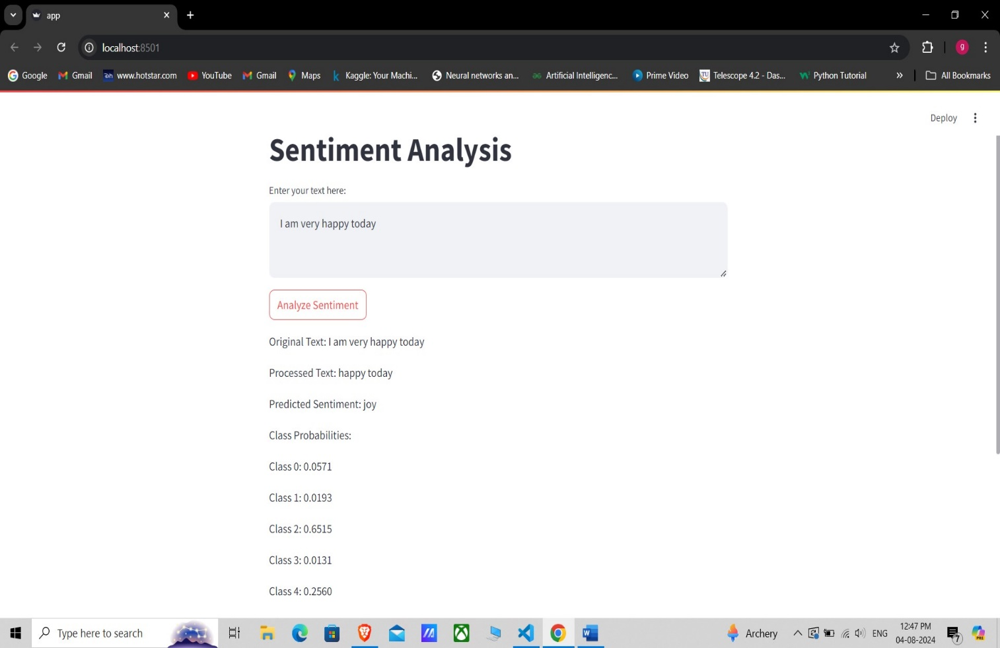 app
localhost:8501
g
Google Gmail www.hotstar.com YouTube Gmail Maps Kaggle: Your Machi... Neural networks an... Artificial Intelligenc... Prime Video Telescope 4.2 - Das... Python Tutorial » All Bookmarks
Deploy
Sentiment Analysis
Enter your text here:
I am very happy today
Analyze Sentiment
Original Text: I am very happy today
Processed Text: happy today
Predicted Sentiment: joy
Class Probabilities:
Class 0: 0.0571
Class 1: 0.0193
Class 2: 0.6515
Class 3: 0.0131
Class 4: 0.2560
Type here to search
Archery
ENG
12:47 PM
04-08-2024
7
PRE